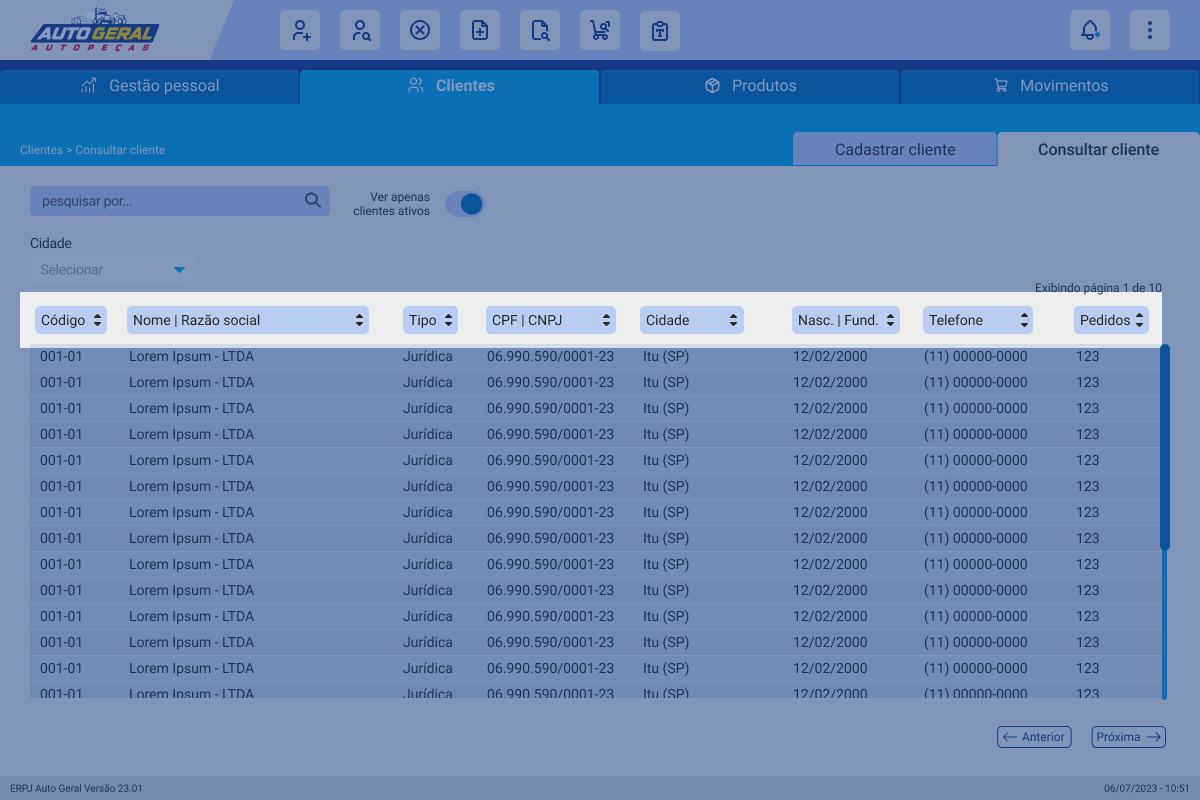 AUTO GERAL
AUTOPEÇAS
Gestão pessoal
Clientes
Produtos
Movimentos
Clientes > Consultar cliente
Cadastrar cliente
Consultar cliente
pesquisar por...
Ver apenas
clientes ativos
Cidade
Selecionar
Exibindo página 1 de 10
Código Nome | Razão social Tipo CPF | CNPJ Cidade Nasc. | Fund. Telefone Pedidos
001-01 Lorem Ipsum - LTDA Jurídica 06.990.590/0001-23 Itu (SP) 12/02/2000 (11) 00000-0000 123
001-01 Lorem Ipsum - LTDA Jurídica 06.990.590/0001-23 Itu (SP) 12/02/2000 (11) 00000-0000 123
001-01 Lorem Ipsum - LTDA Jurídica 06.990.590/0001-23 Itu (SP) 12/02/2000 (11) 00000-0000 123
001-01 Lorem Ipsum - LTDA Jurídica 06.990.590/0001-23 Itu (SP) 12/02/2000 (11) 00000-0000 123
001-01 Lorem Ipsum - LTDA Jurídica 06.990.590/0001-23 Itu (SP) 12/02/2000 (11) 00000-0000 123
001-01 Lorem Ipsum - LTDA Jurídica 06.990.590/0001-23 Itu (SP) 12/02/2000 (11) 00000-0000 123
001-01 Lorem Ipsum - LTDA Jurídica 06.990.590/0001-23 Itu (SP) 12/02/2000 (11) 00000-0000 123
001-01 Lorem Ipsum - LTDA Jurídica 06.990.590/0001-23 Itu (SP) 12/02/2000 (11) 00000-0000 123
001-01 Lorem Ipsum - LTDA Jurídica 06.990.590/0001-23 Itu (SP) 12/02/2000 (11) 00000-0000 123
001-01 Lorem Ipsum - LTDA Jurídica 06.990.590/0001-23 Itu (SP) 12/02/2000 (11) 00000-0000 123
001-01 Lorem Ipsum - LTDA Jurídica 06.990.590/0001-23 Itu (SP) 12/02/2000 (11) 00000-0000 123
001-01 Lorem Ipsum - LTDA Jurídica 06.990.590/0001-23 Itu (SP) 12/02/2000 (11) 00000-0000 123
001-01 Lorem Ipsum - LTDA Jurídica 06.990.590/0001-23 Itu (SP) 12/02/2000 (11) 00000-0000 123
001-01 Lorem Ipsum - LTDA Jurídica 06.990.590/0001-23 Itu (SP) 12/02/2000 (11) 00000-0000 123
Anterior
Próxima
ERPJ Auto Geral Versão 23.01
06/07/2023 - 10:51